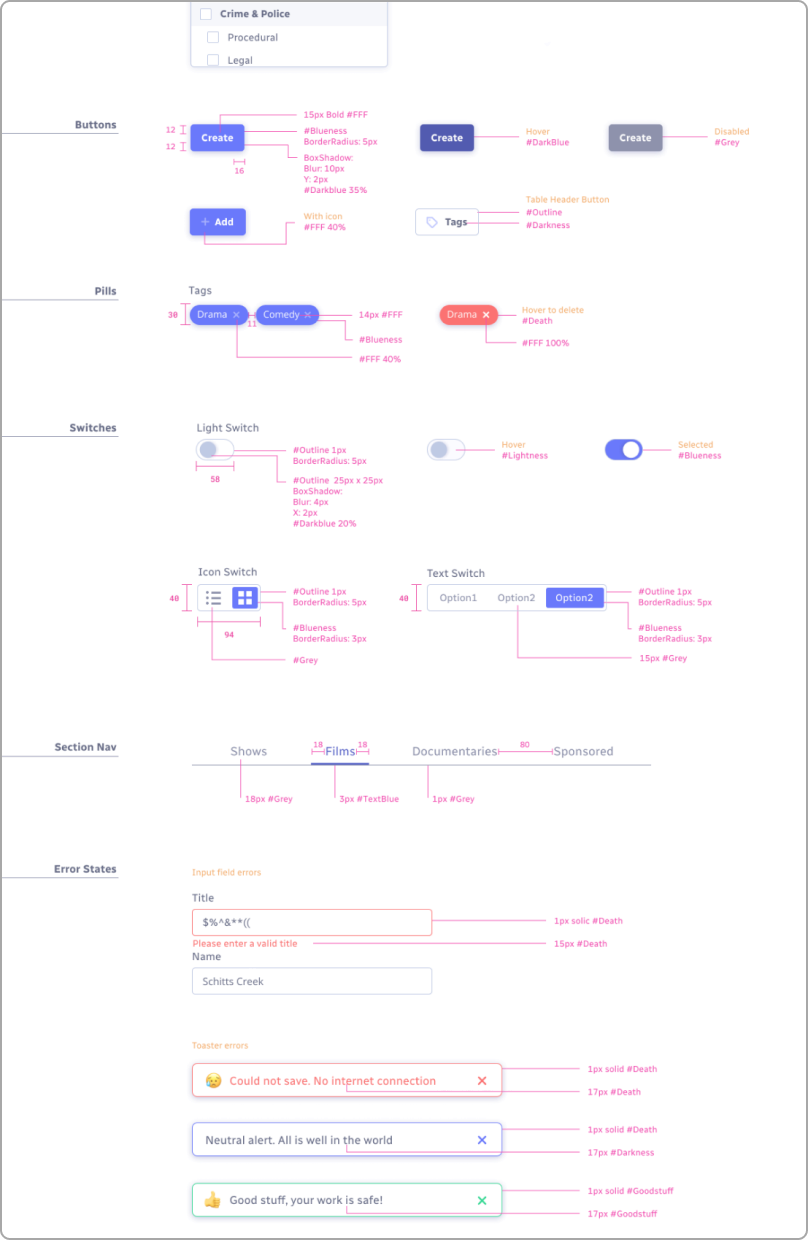 Crime & Police
Procedural
Legal
Buttons
12
12
Create
16
15px Bold #FFF
#Blueness
BorderRadius: 5px
BoxShadow:
Blur: 10px
Y: 2px
#Darkblue 35%
Create
Hover
#DarkBlue
Create
Disabled
#Grey
+ Add
With icon
#FFF 40%
Tags
Table Header Button
#Outline
#Darkness
Pills
Tags
30
Drama ×
11
Comedy ×
14px #FFF
#Blueness
#FFF 40%
Drama ×
Hover to delete
#Death
#FFF 100%
Switches
Light Switch
58
#Outline 1px
BorderRadius: 5px
#Outline 25px x 25px
BoxShadow:
Blur: 4px
X: 2px
#Darkblue 20%
Hover
#Lightness
Selected
#Blueness
Icon Switch
40
94
#Outline 1px
BorderRadius: 5px
#Blueness
BorderRadius: 3px
#Grey
Text Switch
40
Option1 Option2 Option2
#Outline 1px
BorderRadius: 5px
#Blueness
BorderRadius: 3px
15px #Grey
Section Nav
Shows 18 Films 18 Documentaries 80 Sponsored
18px #Grey 3px #TextBlue 1px #Grey
Error States
Input field errors
Title
$%^&**((
1px solic #Death
Please enter a valid title
15px #Death
Name
Schitts Creek
Toaster errors
Could not save. No internet connection ×
1px solid #Death
17px #Death
Neutral alert. All is well in the world ×
1px solid #Death
17px #Darkness
Good stuff, your work is safe! ×
1px solid #Goodstuff
17px #Goodstuff